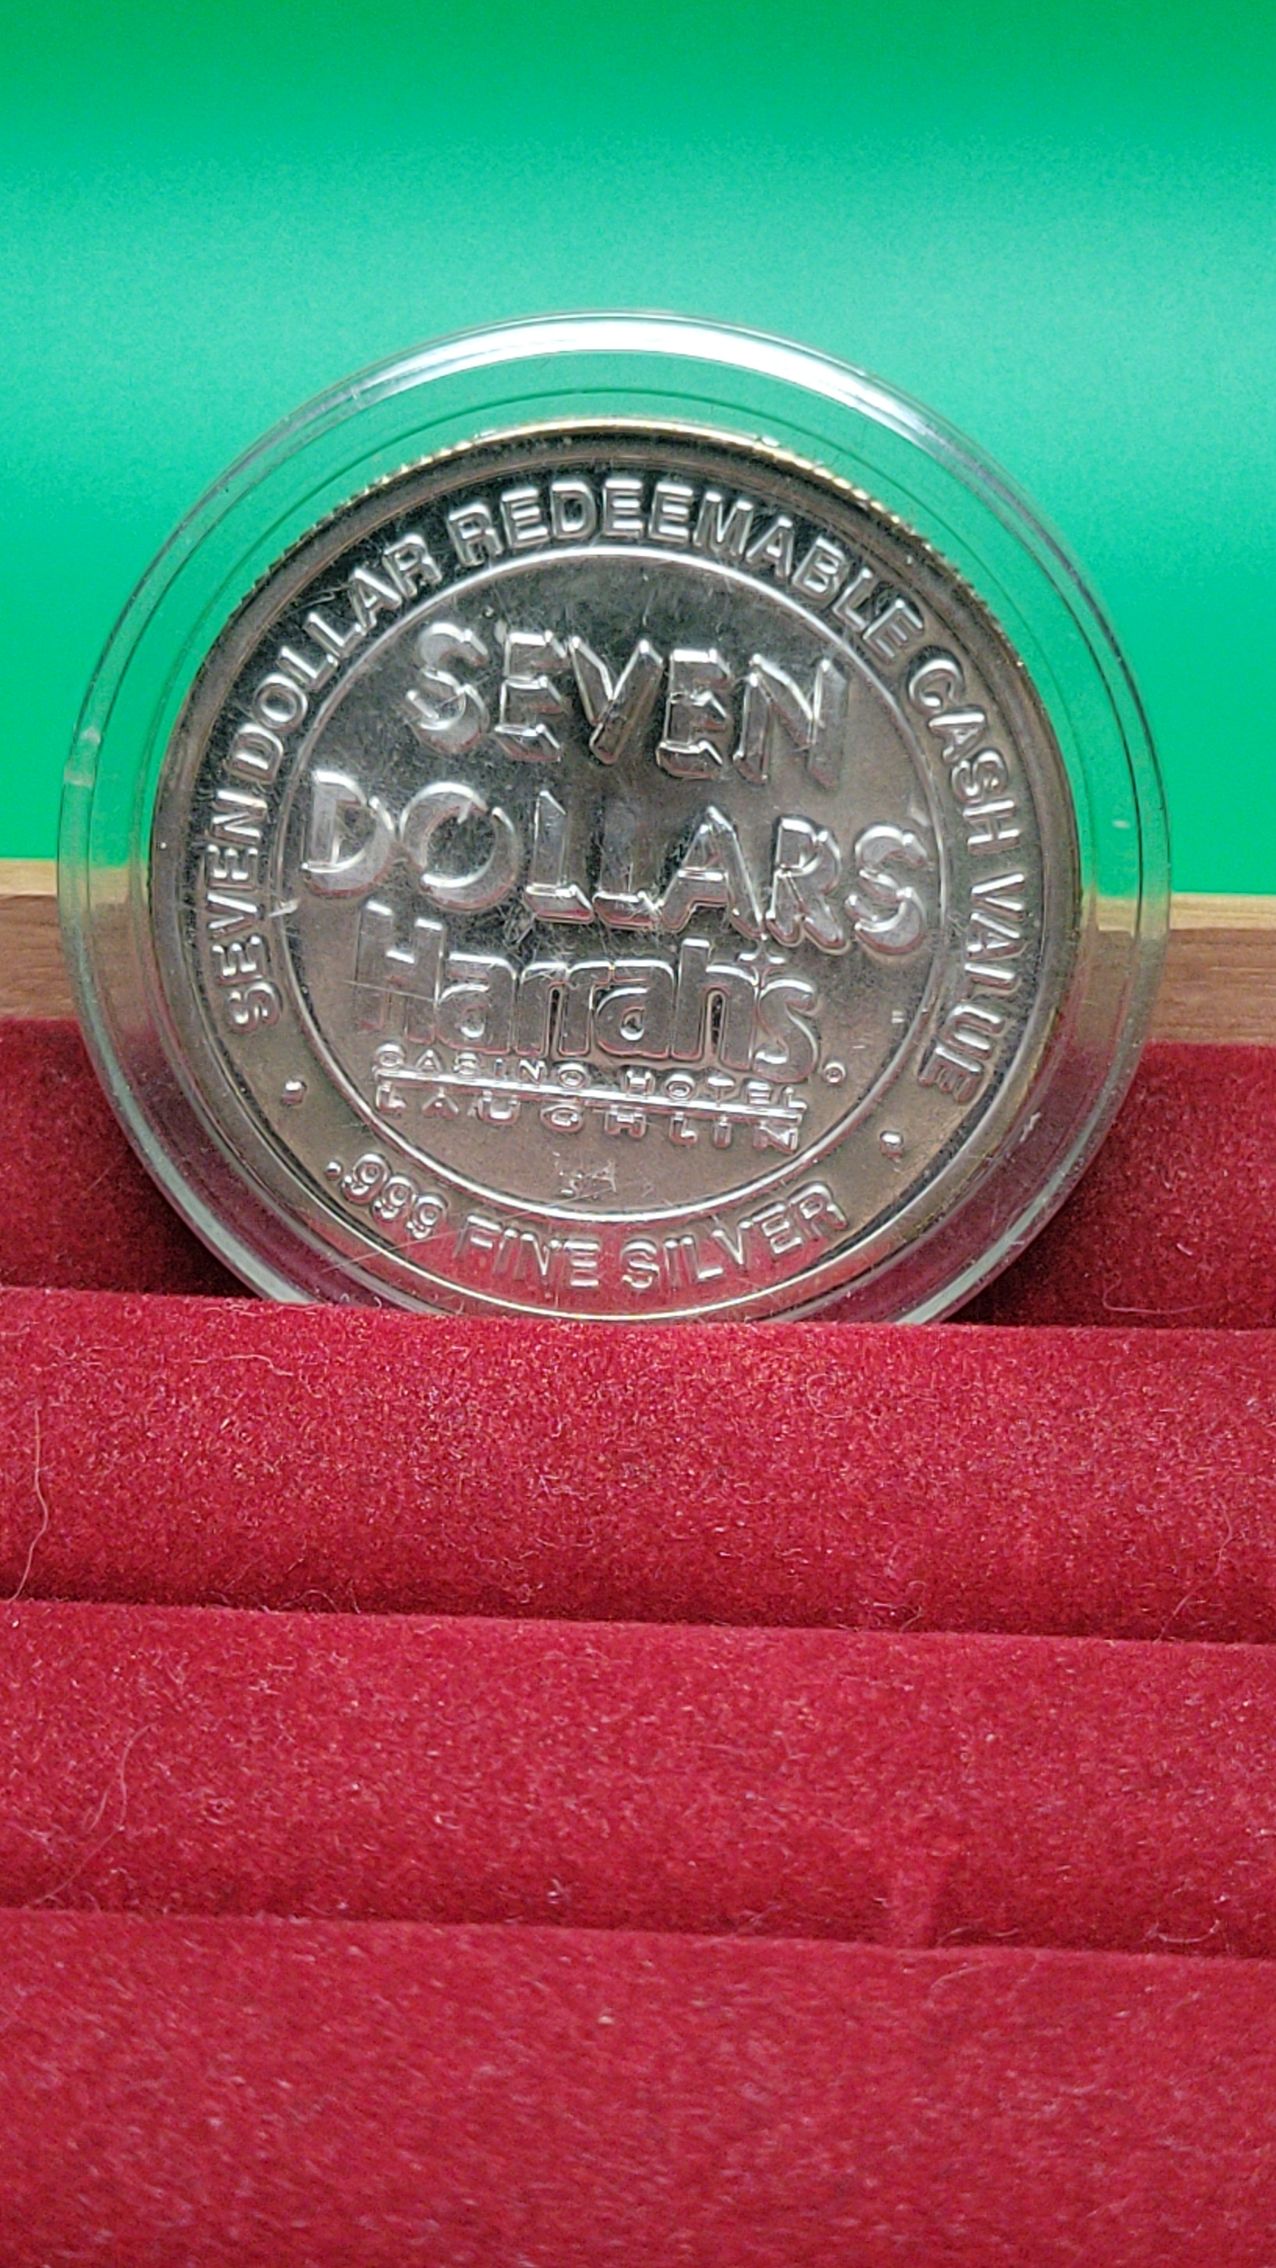 SEVEN DOLLAR REDEEMABLE CASH VALUE
SEVEN
DOLLARS
Harrah's
CASINO HOTEL
LAUGHLIN
.999 FINE SILVER